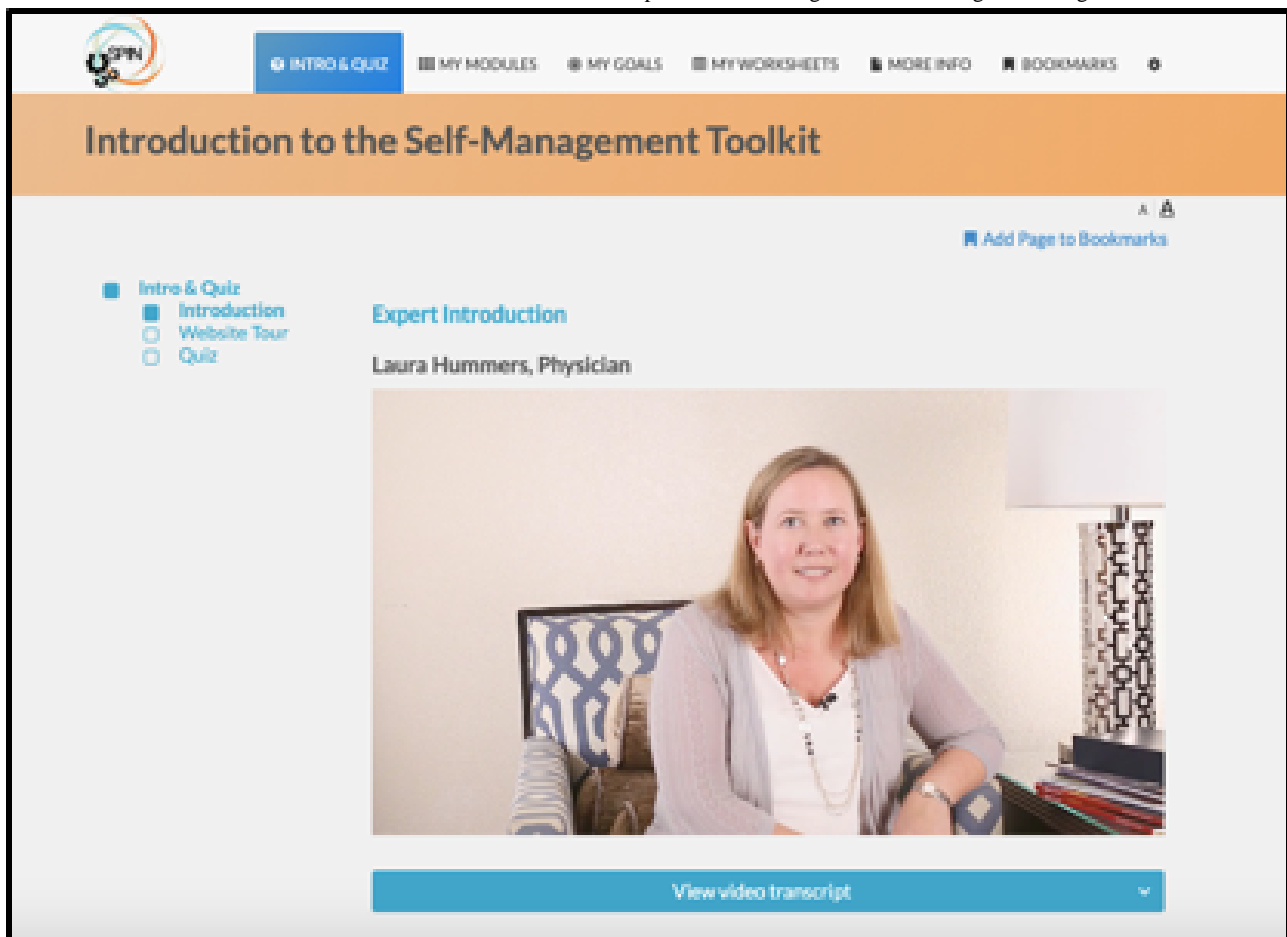 SPIN
INTRO & QUIZ MY MODULES MY GOALS MY WORKSHEETS MORE INFO BOOKMARKS
Introduction to the Self-Management Toolkit
A A
Add Page to Bookmarks
Intro & Quiz
Introduction
Website Tour
Quiz
Expert Introduction
Laura Hummers, Physician
View video transcript